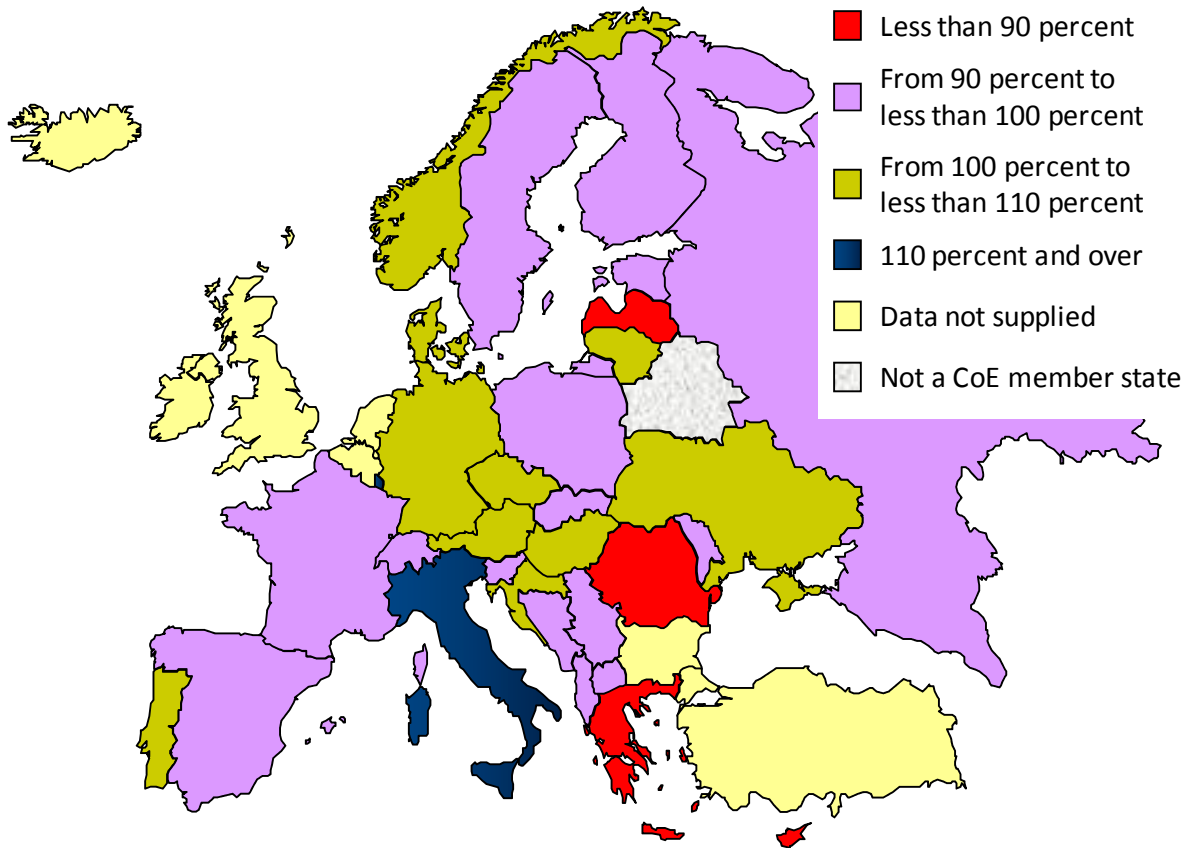 Less than 90 percent
From 90 percent to
less than 100 percent
From 100 percent to
less than 110 percent
110 percent and over
Data not supplied
Not a CoE member state